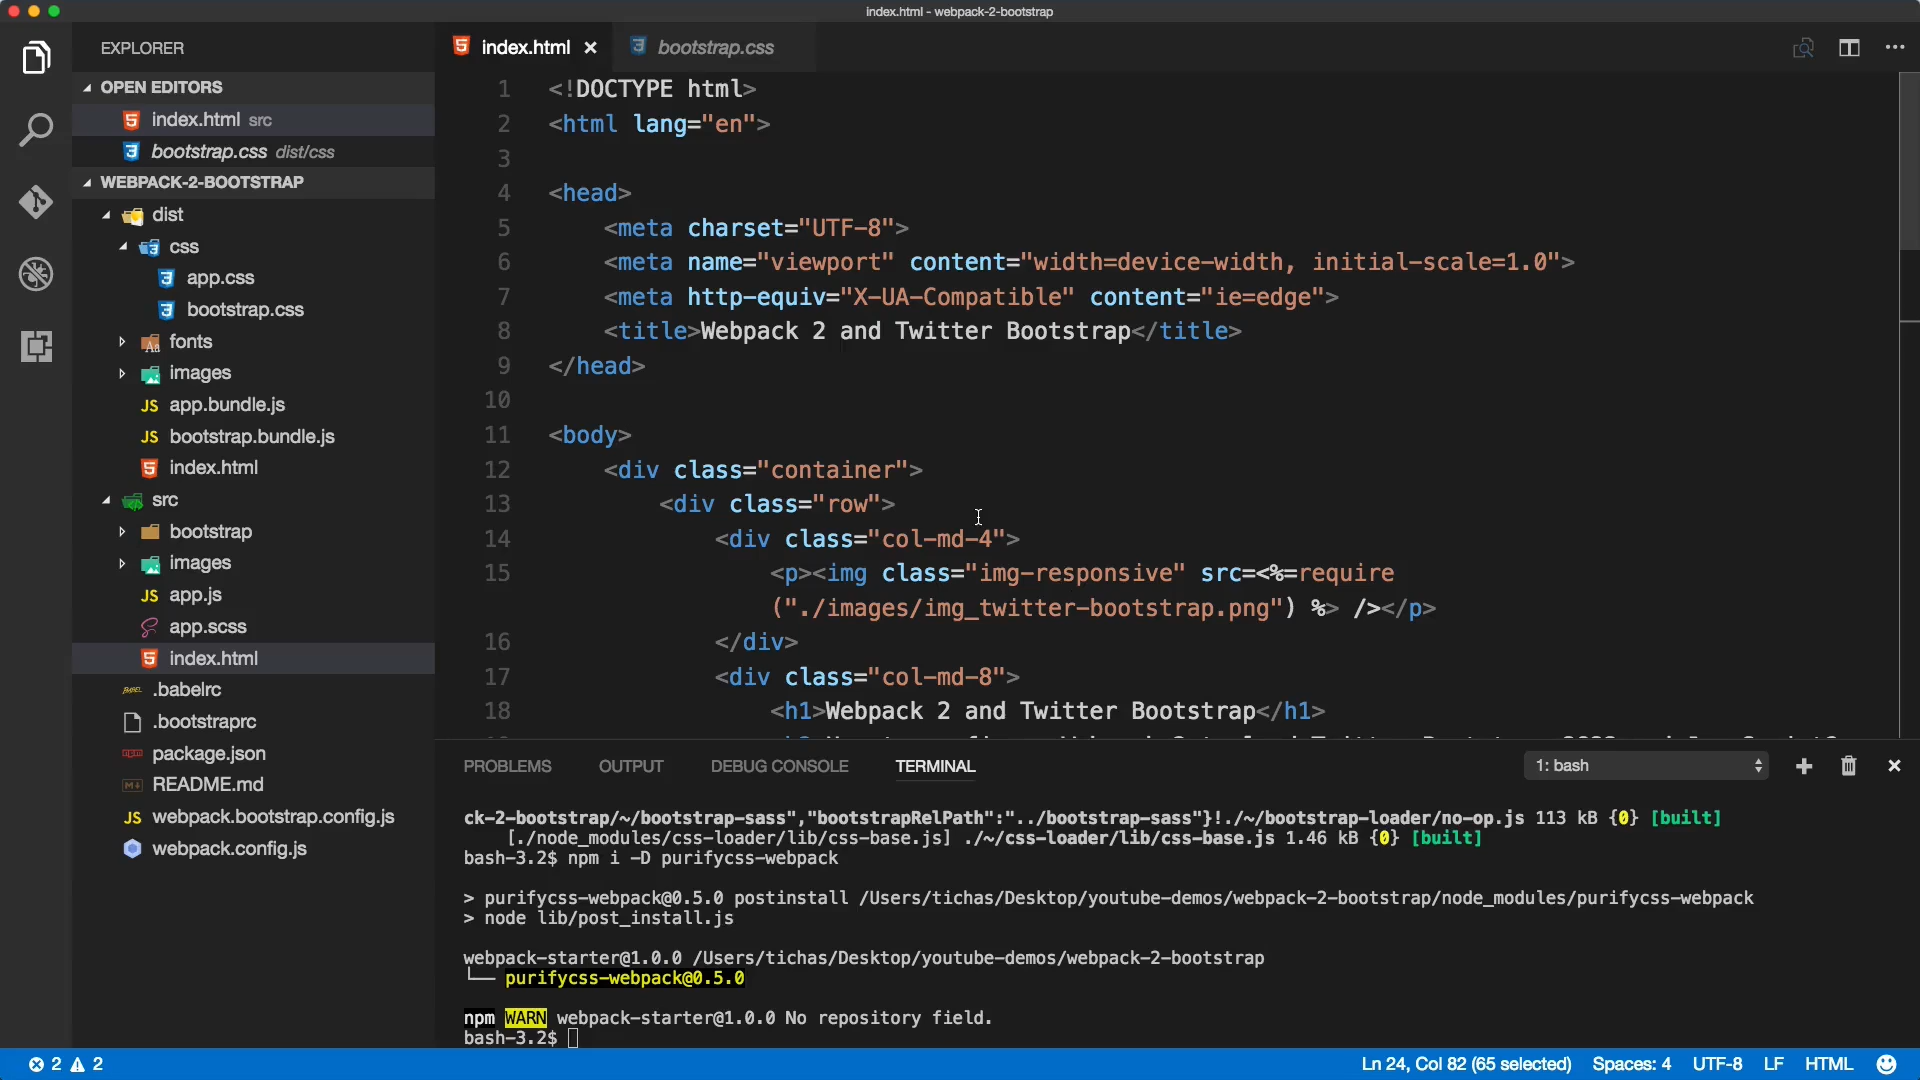 index.html - webpack-2-bootstrap
EXPLORER
OPEN EDITORS
index.html src
bootstrap.css dist/css
WEBPACK-2-BOOTSTRAP
dist
css
app.css
bootstrap.css
fonts
images
JS app.bundle.js
JS bootstrap.bundle.js
index.html
src
bootstrap
images
JS app.js
app.scss
index.html
.babelrc
.bootstraprc
package.json
README.md
JS webpack.bootstrap.config.js
webpack.config.js
index.html
bootstrap.css
1 <!DOCTYPE html>
2 <html lang="en">
3
4 <head>
5 <meta charset="UTF-8">
6 <meta name="viewport" content="width=device-width, initial-scale=1.0">
7 <meta http-equiv="X-UA-Compatible" content="ie=edge">
8 <title>Webpack 2 and Twitter Bootstrap</title>
9 </head>
10
11 <body>
12 <div class="container">
13 <div class="row">
14 <div class="col-md-4">
15 <p><img class="img-responsive" src=<%=require
("./images/img_twitter-bootstrap.png") %> /></p>
16 </div>
17 <div class="col-md-8">
18 <h1>Webpack 2 and Twitter Bootstrap</h1>
PROBLEMS OUTPUT DEBUG CONSOLE TERMINAL
1: bash
ck-2-bootstrap/~/bootstrap-sass","bootstrapRelPath":"../bootstrap-sass"}!./~/bootstrap-loader/no-op.js 113 kB {0} [built]
[./node_modules/css-loader/lib/css-base.js] ./~/css-loader/lib/css-base.js 1.46 kB {0} [built]
bash-3.2$ npm i -D purifycss-webpack
> purifycss-webpack@0.5.0 postinstall /Users/tichas/Desktop/youtube-demos/webpack-2-bootstrap/node_modules/purifycss-webpack
> node lib/post_install.js
webpack-starter@1.0.0 /Users/tichas/Desktop/youtube-demos/webpack-2-bootstrap
└── purifycss-webpack@0.5.0
npm WARN webpack-starter@1.0.0 No repository field.
bash-3.2$
2 2
Ln 24, Col 82 (65 selected) Spaces: 4 UTF-8 LF HTML